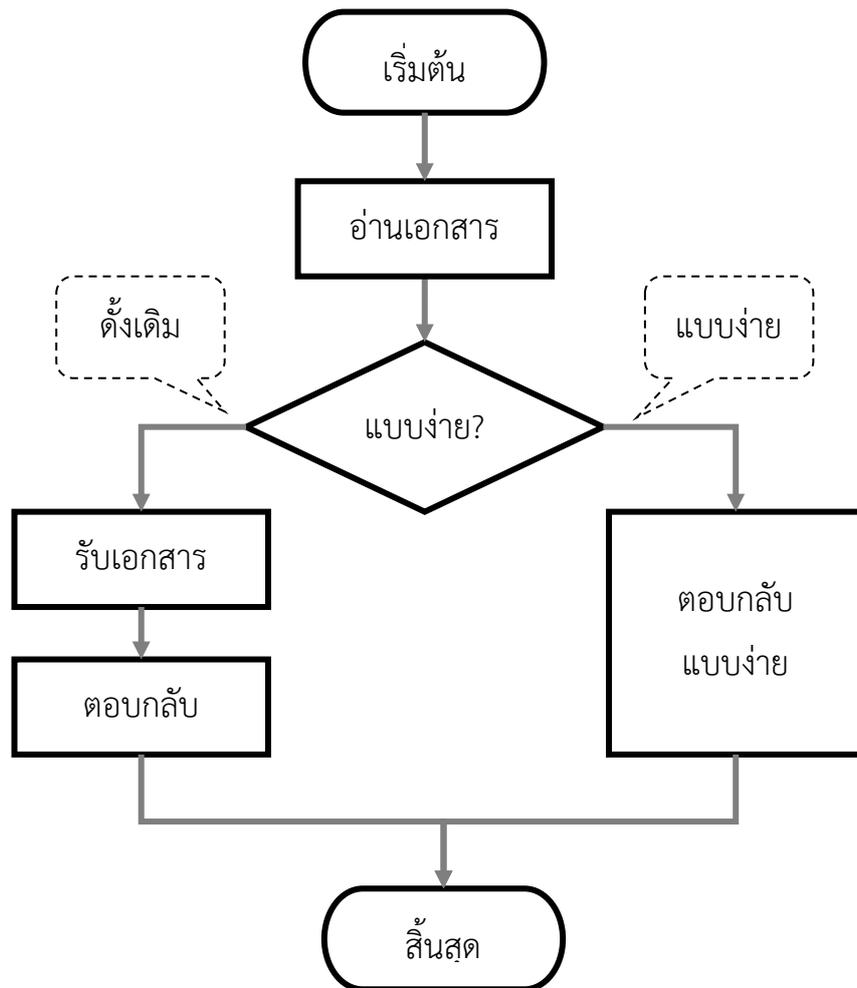 เริ่มต้น
อ่านเอกสาร
ดั้งเดิม
แบบง่าย
แบบง่าย?
รับเอกสาร
ตอบกลับ
ตอบกลับ
แบบง่าย
สิ้นสุด